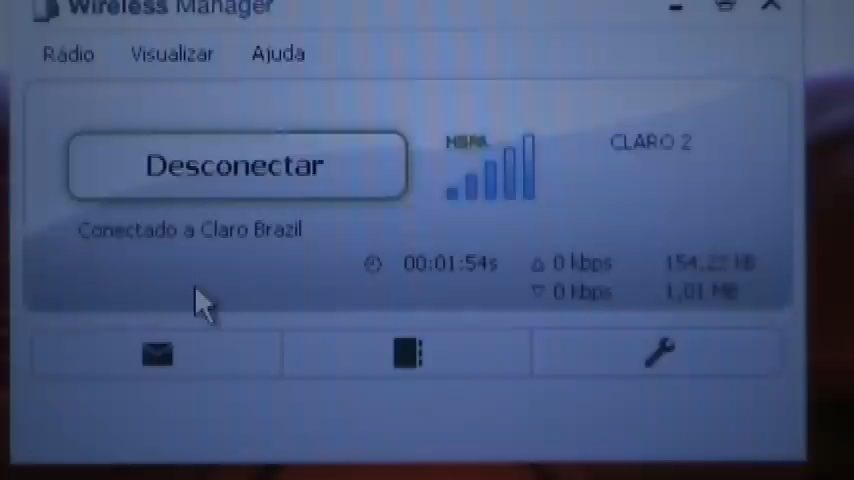 Wireless Manager
Rádio Visualizar Ajuda
Desconectar
HSPA
CLARO 2
Conectado a Claro Brazil
00:01:54s 0 kbps
0 kbps 1,01 MB